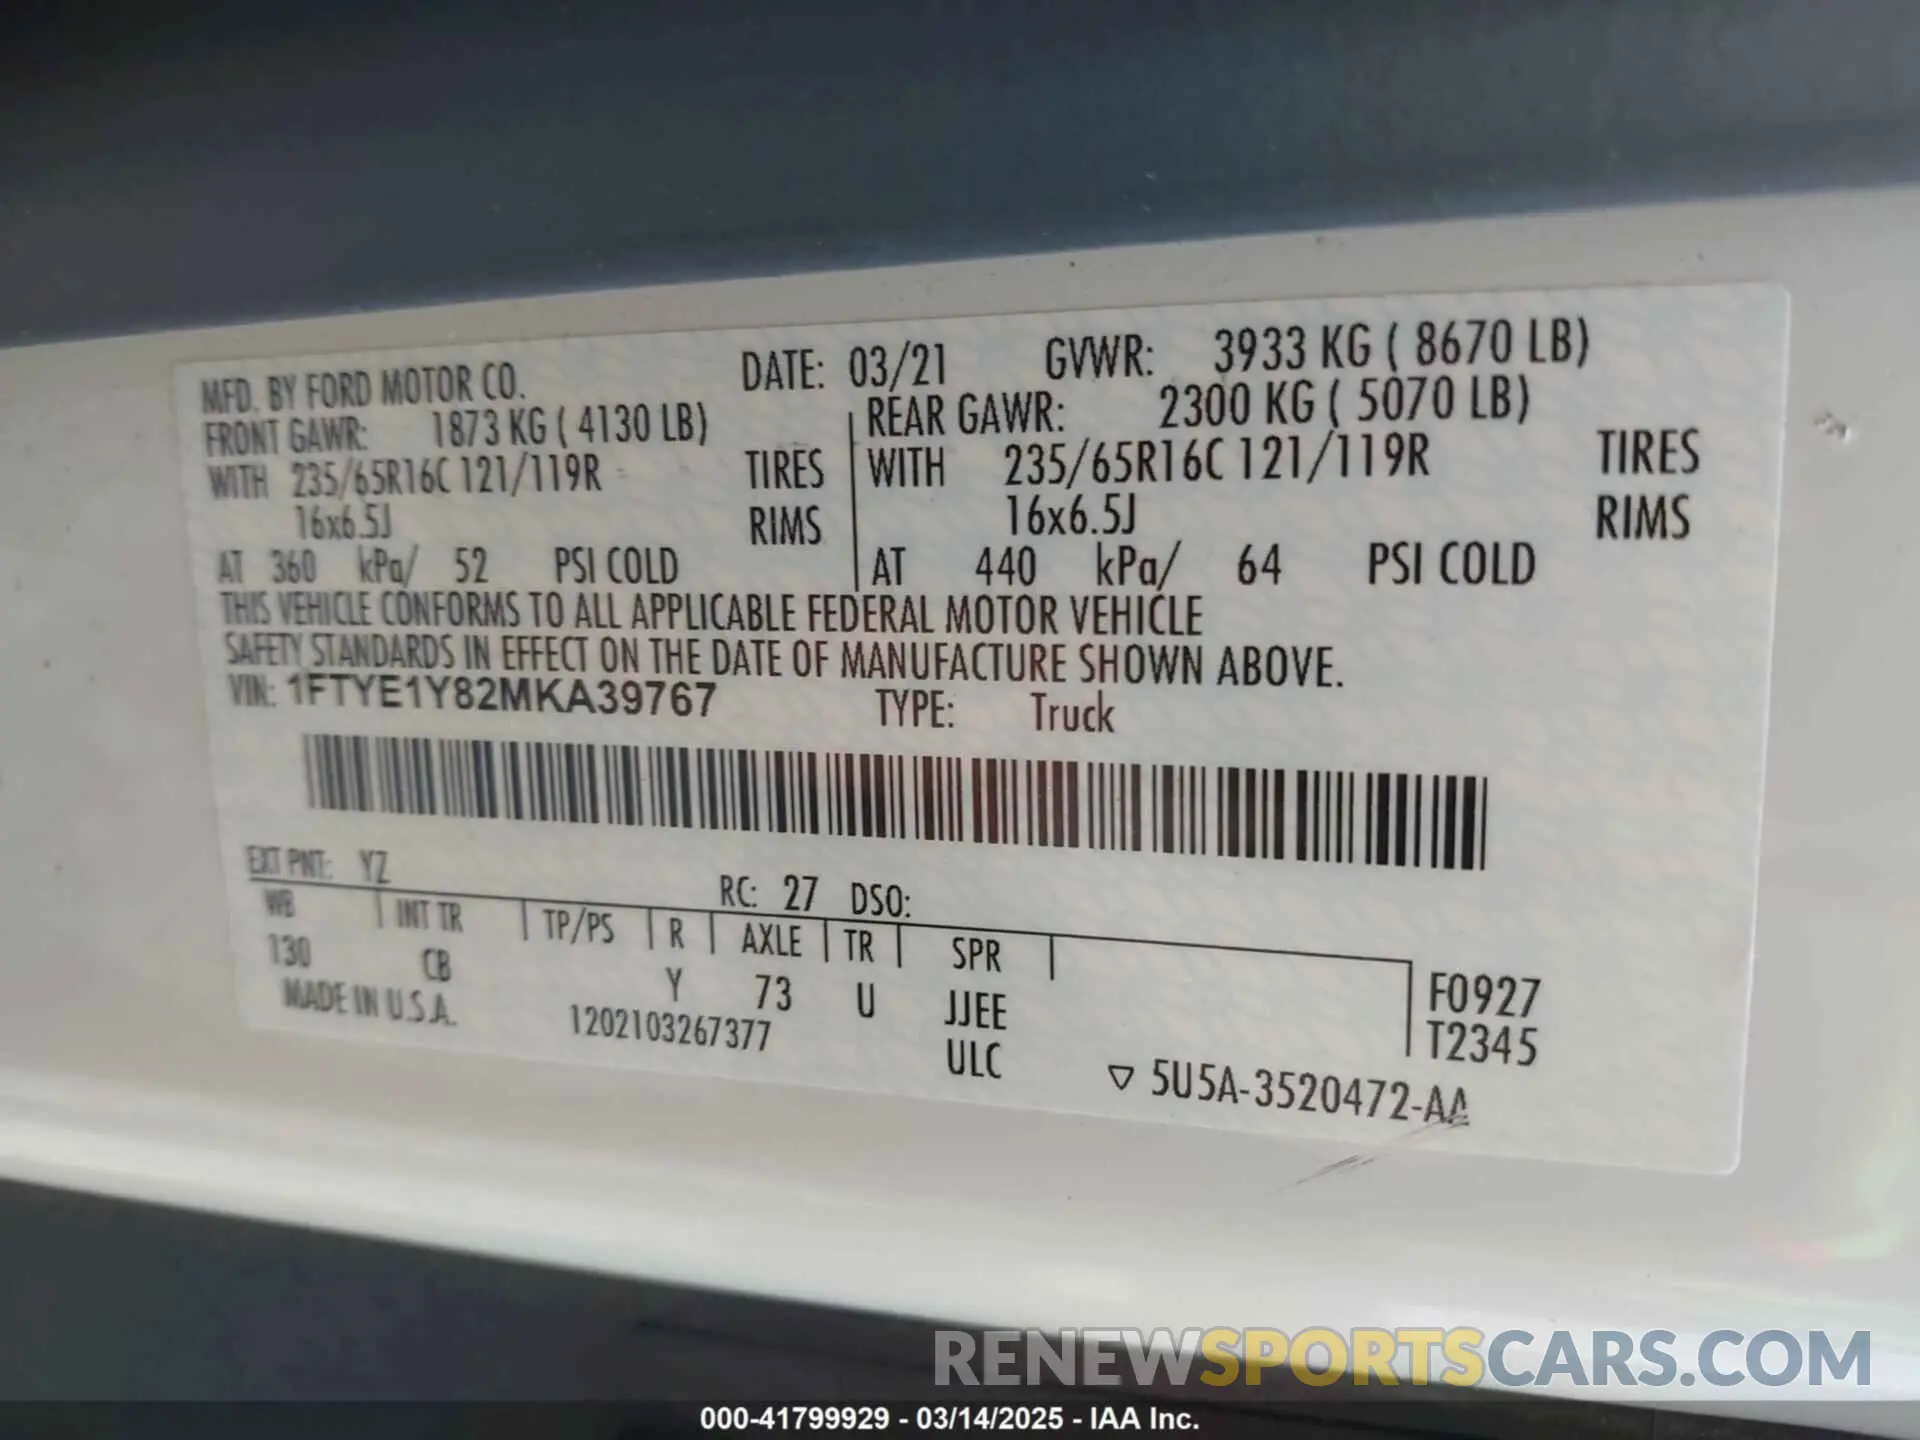 MFD. BY FORD MOTOR CO. DATE: 03/21 GVWR: 3933 KG ( 8670 LB)
FRONT GAWR: 1873 KG ( 4130 LB) REAR GAWR: 2300 KG ( 5070 LB)
WITH 235/65R16C 121/119R TIRES WITH 235/65R16C 121/119R TIRES
16x6.5J RIMS 16x6.5J RIMS
AT 360 kPa/ 52 PSI COLD AT 440 kPa/ 64 PSI COLD
THIS VEHICLE CONFORMS TO ALL APPLICABLE FEDERAL MOTOR VEHICLE
SAFETY STANDARDS IN EFFECT ON THE DATE OF MANUFACTURE SHOWN ABOVE.
VIN: 1FTYE1Y82MKA39767 TYPE: Truck
EXT PNT: YZ RC: 27 DSO:
WB INT TR TP/PS R AXLE TR SPR
130 CB Y 73 U JJEE F0927
MADE IN U.S.A. 1202103267377 ULC T2345
▽ 5U5A-3520472-AA
RENEWSPORTSCARS.COM
000-41799929 - 03/14/2025 - IAA Inc.